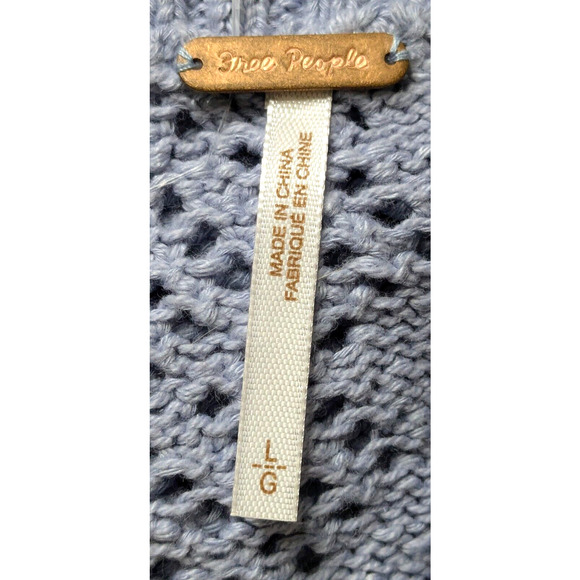 Free People
MADE IN CHINA
FABRIQUÉ EN CHINE
L
G